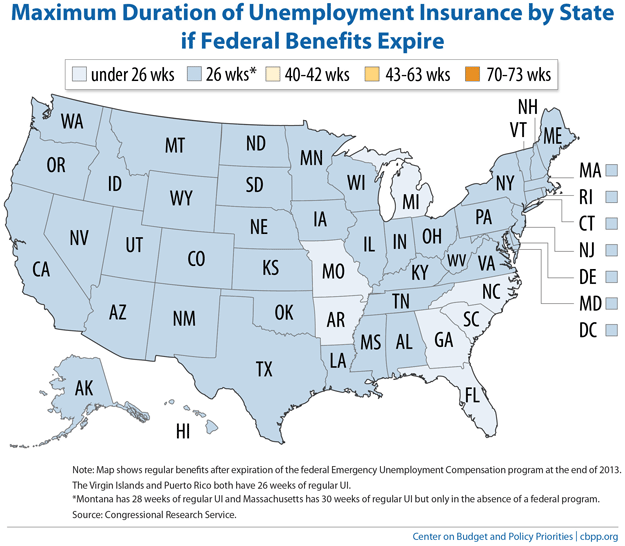 Maximum Duration of Unemployment Insurance by State
if Federal Benefits Expire
under 26 wks 26 wks* 40-42 wks 43-63 wks 70-73 wks
NH
VT
WA
ME
MT
ND
MN
OR
ID
WI
NY
MA
SD
MI
RI
WY
PA
CT
IA
NE
NJ
NV
OH
IL
IN
UT
DE
CO
WV
VA
CA
KS
MO
KY
MD
NC
TN
DC
AZ
OK
NM
AR
SC
MS
AL
GA
TX
LA
AK
FL
HI
Note: Map shows regular benefits after expiration of the federal Emergency Unemployment Compensation program at the end of 2013.
The Virgin Islands and Puerto Rico both have 26 weeks of regular UI.
*Montana has 28 weeks of regular UI and Massachusetts has 30 weeks of regular UI but only in the absence of a federal program.
Source: Congressional Research Service.
Center on Budget and Policy Priorities | cbpp.org